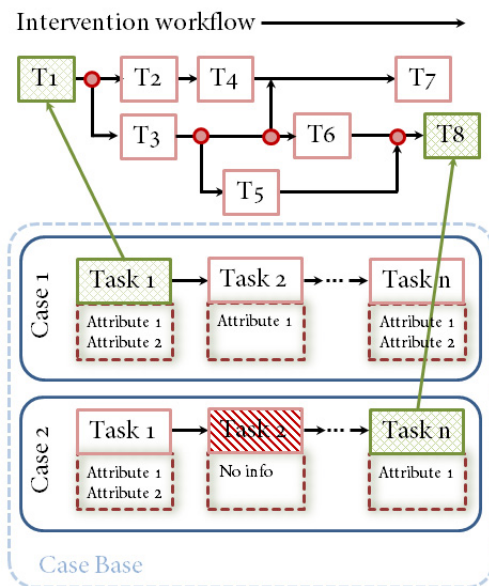 Intervention workflow
T1
T2
T4
T7
T3
T6
T8
T5
Case 1
Task 1
Task 2
...
Task n
Attribute 1
Attribute 2
Attribute 1
Attribute 1
Attribute 2
Case 2
Task 1
Task 2
...
Task n
Attribute 1
Attribute 2
No info
Attribute 1
Case Base